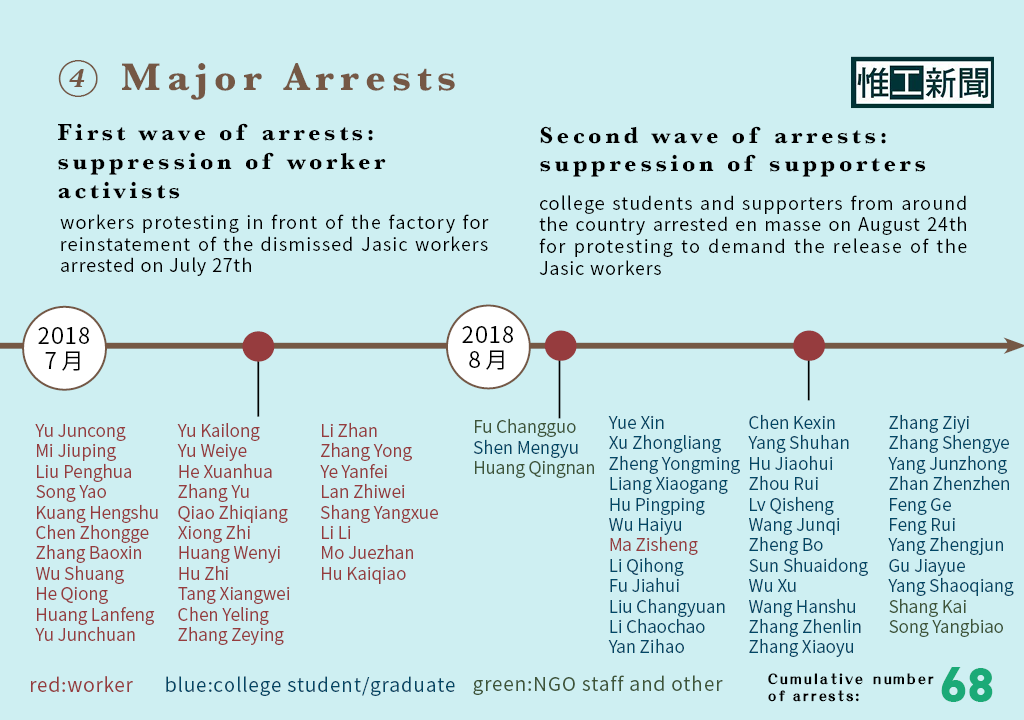 4 Major Arrests
惟工新聞
First wave of arrests:
suppression of worker
activists
workers protesting in front of the factory for
reinstatement of the dismissed Jasic workers
arrested on July 27th
Second wave of arrests:
suppression of supporters
college students and supporters from around
the country arrested en masse on August 24th
for protesting to demand the release of the
Jasic workers
2018
7月
2018
8月
Yu Juncong
Mi Jiuping
Liu Penghua
Song Yao
Kuang Hengshu
Chen Zhongge
Zhang Baoxin
Wu Shuang
He Qiong
Huang Lanfeng
Yu Junchuan
Yu Kailong
Yu Weiye
He Xuanhua
Zhang Yu
Qiao Zhiqiang
Xiong Zhi
Huang Wenyi
Hu Zhi
Tang Xiangwei
Chen Yeling
Zhang Zeying
Li Zhan
Zhang Yong
Ye Yanfei
Lan Zhiwei
Shang Yangxue
Li Li
Mo Juezhan
Hu Kaiqiao
Fu Changguo
Shen Mengyu
Huang Qingnan
Yue Xin
Xu Zhongliang
Zheng Yongming
Liang Xiaogang
Hu Pingping
Wu Haiyu
Ma Zisheng
Li Qihong
Fu Jiahui
Liu Changyuan
Li Chaochao
Yan Zihao
Chen Kexin
Yang Shuhan
Hu Jiaohui
Zhou Rui
Lv Qisheng
Wang Junqi
Zheng Bo
Sun Shuaidong
Wu Xu
Wang Hanshu
Zhang Zhenlin
Zhang Xiaoyu
Zhang Ziyi
Zhang Shengye
Yang Junzhong
Zhan Zhenzhen
Feng Ge
Feng Rui
Yang Zhengjun
Gu Jiayue
Yang Shaoqiang
Shang Kai
Song Yangbiao
red:worker
blue:college student/graduate
green:NGO staff and other
Cumulative number
of arrests:
68